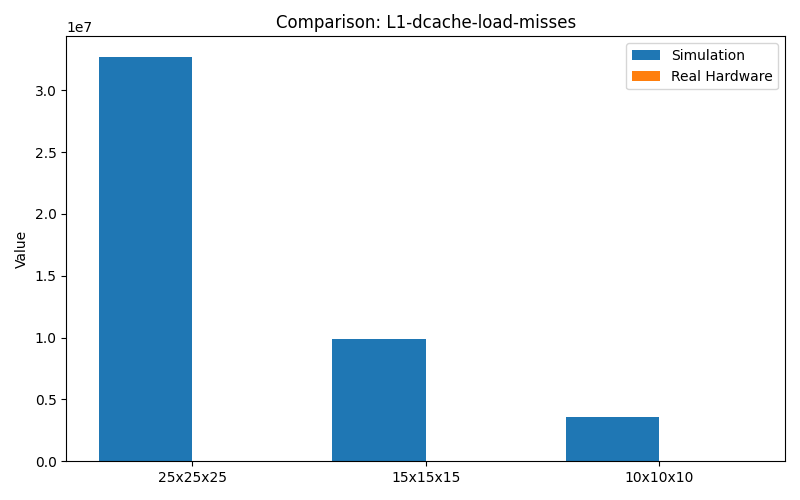 Comparison: L1-dcache-load-misses
1e7
Simulation
Real Hardware
3.0
2.5
2.0
1.5
1.0
0.5
0.0
Value
25x25x25
15x15x15
10x10x10